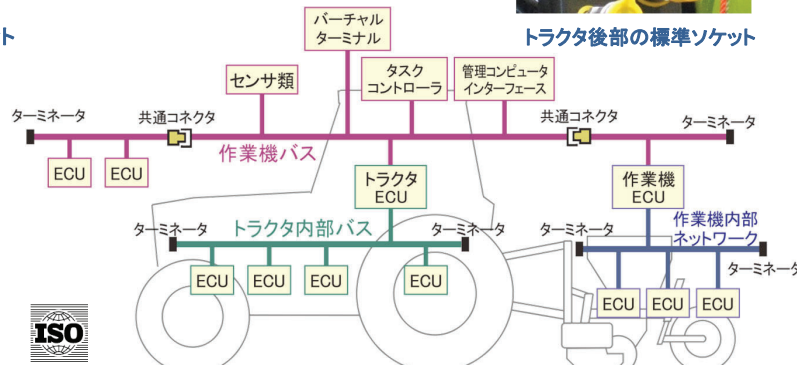 ト
トラクタ後部の標準ソケット
バーチャル
ターミナル
センサ類
タスク
コントローラ
管理コンピュータ
インターフェース
ターミネータ
共通コネクタ
共通コネクタ
ターミネータ
作業機バス
ECU
ECU
トラクタ
ECU
作業機
ECU
ターミネータ
トラクタ内部バス
ターミネータ
ターミネータ
作業機内部
ネットワーク
ターミネータ
ECU
ECU
ECU
ECU
ECU
ECU
ECU
ISO